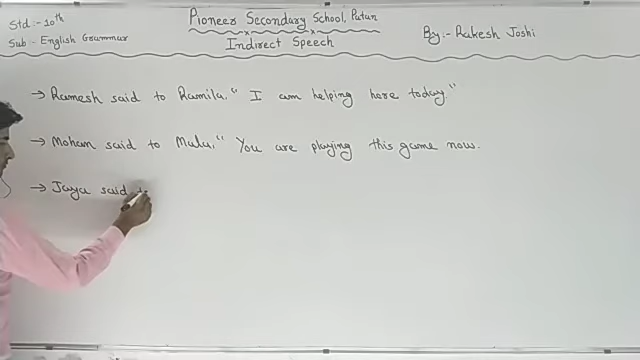 Std :- 10th
Pioneer Secondary School, Patan
By:- Rakesh Joshi
Sub :- English Grammar
Indirect Speech
→ Ramesh said to Ramila, “ I am helping here today.”
→ Mohan said to Mulu, “ You are playing this game now.
→ Jaya said to